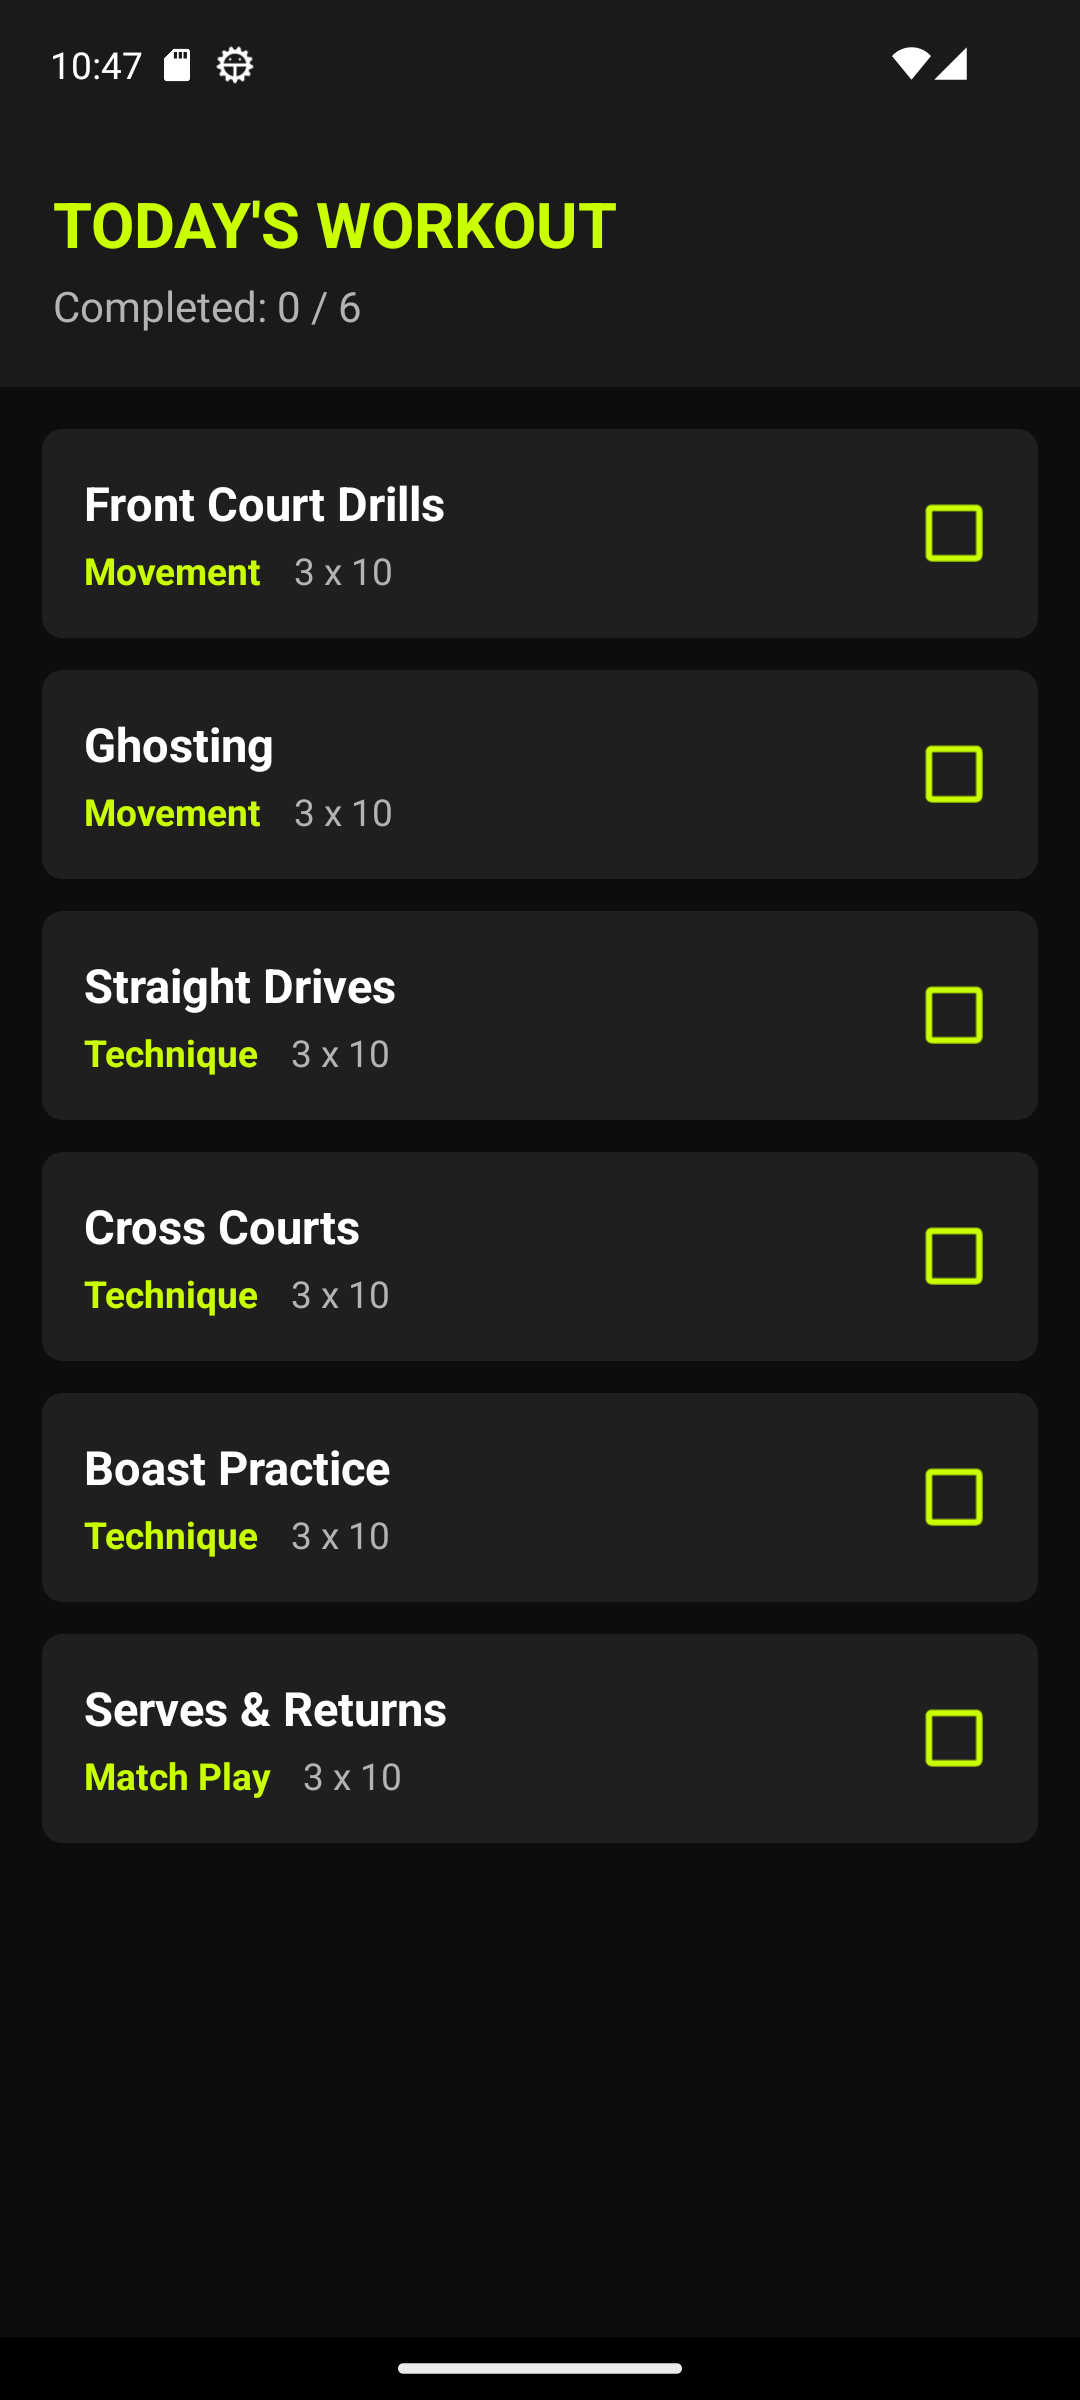 10:47
TODAY'S WORKOUT
Completed: 0 / 6
Front Court Drills
Movement 3 x 10
Ghosting
Movement 3 x 10
Straight Drives
Technique 3 x 10
Cross Courts
Technique 3 x 10
Boast Practice
Technique 3 x 10
Serves & Returns
Match Play 3 x 10